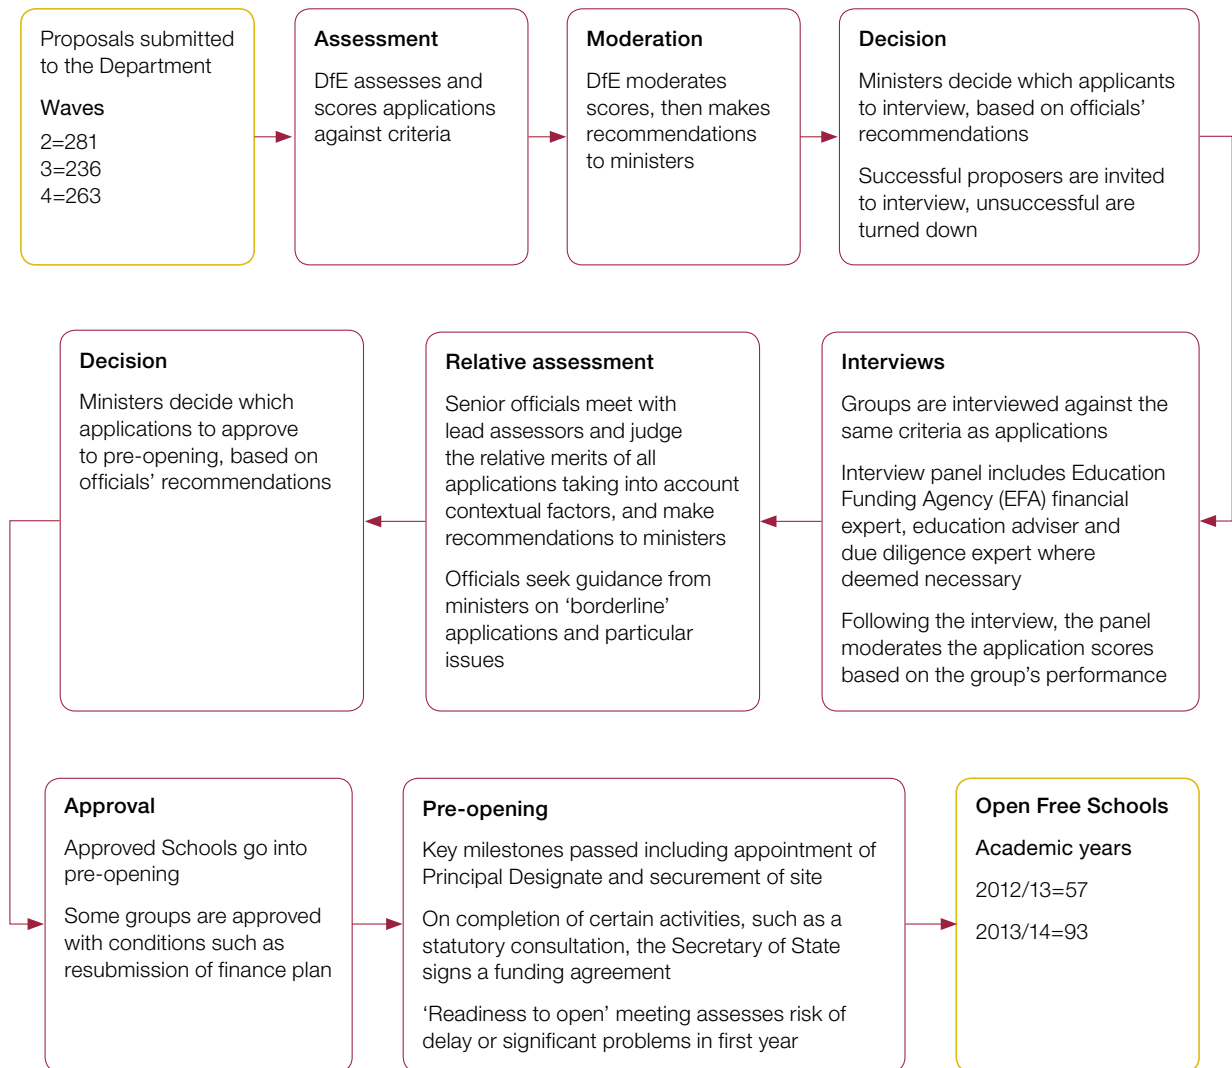 Proposals submitted
to the Department
Waves
2=281
3=236
4=263
Assessment
DfE assesses and
scores applications
against criteria
Moderation
DfE moderates
scores, then makes
recommendations
to ministers
Decision
Ministers decide which applicants
to interview, based on officials’
recommendations
Successful proposers are invited
to interview, unsuccessful are
turned down
Interviews
Groups are interviewed against the
same criteria as applications
Interview panel includes Education
Funding Agency (EFA) financial
expert, education adviser and
due diligence expert where
deemed necessary
Following the interview, the panel
moderates the application scores
based on the group’s performance
Relative assessment
Senior officials meet with
lead assessors and judge
the relative merits of all
applications taking into account
contextual factors, and make
recommendations to ministers
Officials seek guidance from
ministers on ‘borderline’
applications and particular
issues
Decision
Ministers decide which
applications to approve
to pre-opening, based on
officials’ recommendations
Approval
Approved Schools go into
pre-opening
Some groups are approved
with conditions such as
resubmission of finance plan
Pre-opening
Key milestones passed including appointment of
Principal Designate and securement of site
On completion of certain activities, such as a
statutory consultation, the Secretary of State
signs a funding agreement
‘Readiness to open’ meeting assesses risk of
delay or significant problems in first year
Open Free Schools
Academic years
2012/13=57
2013/14=93